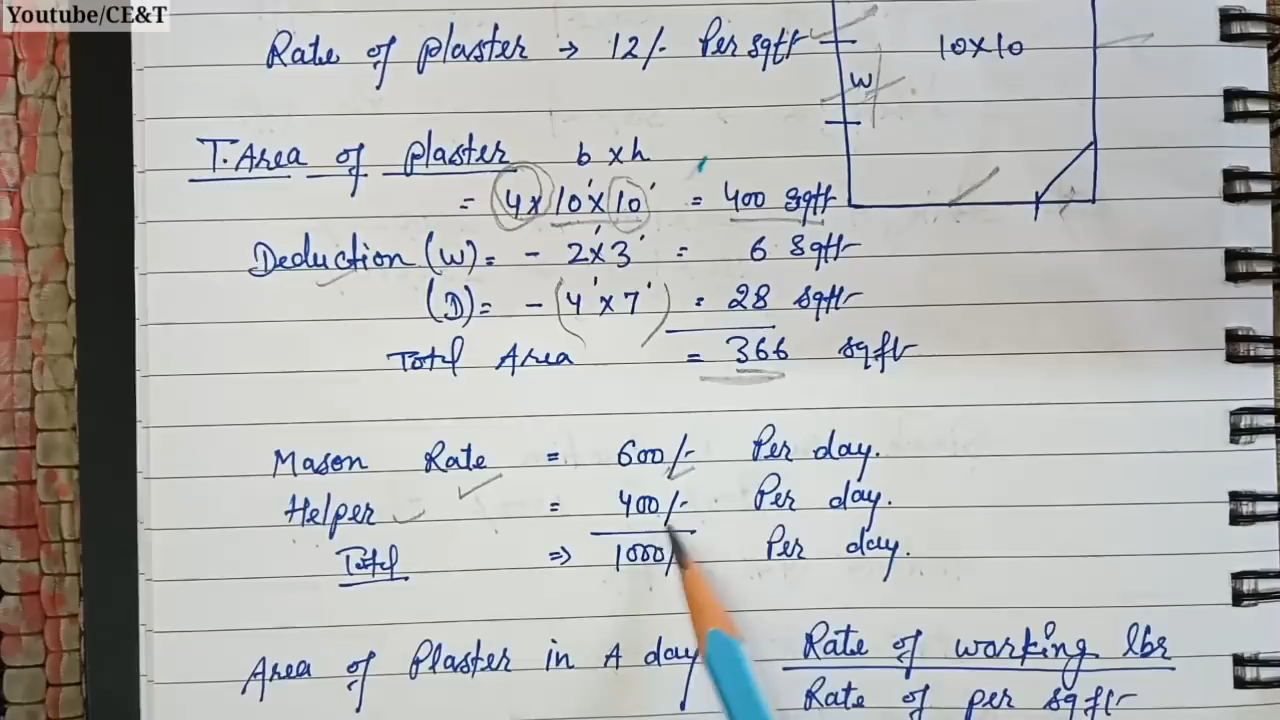 Youtube/CE&T
Rate of plaster → 12/- Per sqft
10x10
W
T. Area of plaster b x h
= 4 x 10' x 10' = 400 sqft
Deduction (W) = - 2' x 3' = 6 Sqft
(D) = - (4' x 7') = 28 sqft
Total Area = 366 sqft
Mason Rate = 600/- Per day.
Helper = 400/- Per day.
Total ⇒ 1000/- Per day.
Area of Plaster in A day Rate of working lbr
Rate of per sqft